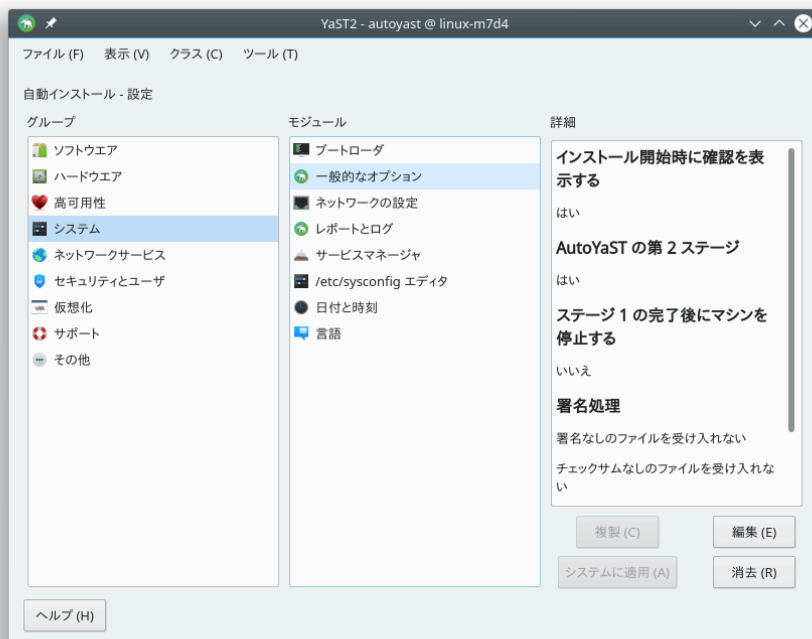 YaST2 - autoyast @ linux-m7d4
ファイル (F) 表示 (V) クラス (C) ツール (T)
自動インストール - 設定
グループ
ソフトウエア
ハードウエア
高可用性
システム
ネットワークサービス
セキュリティとユーザ
仮想化
サポート
その他
モジュール
ブートローダ
一般的なオプション
ネットワークの設定
レポートとログ
サービスマネージャ
/etc/sysconfig エディタ
日付と時刻
言語
詳細
インストール開始時に確認を表
示する
はい
AutoYaST の第 2 ステージ
はい
ステージ 1 の完了後にマシンを
停止する
いいえ
署名処理
署名なしのファイルを受け入れない
チェックサムなしのファイルを受け入れな
い
複製 (C)
編集 (E)
システムに適用 (A)
消去 (R)
ヘルプ (H)